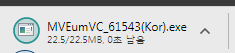 MVEumVC_61543(Kor).exe
22.5/22.5MB, 0초 남음